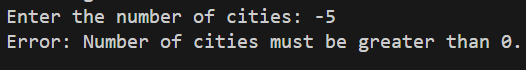 Enter the number of cities: -5
Error: Number of cities must be greater than 0.